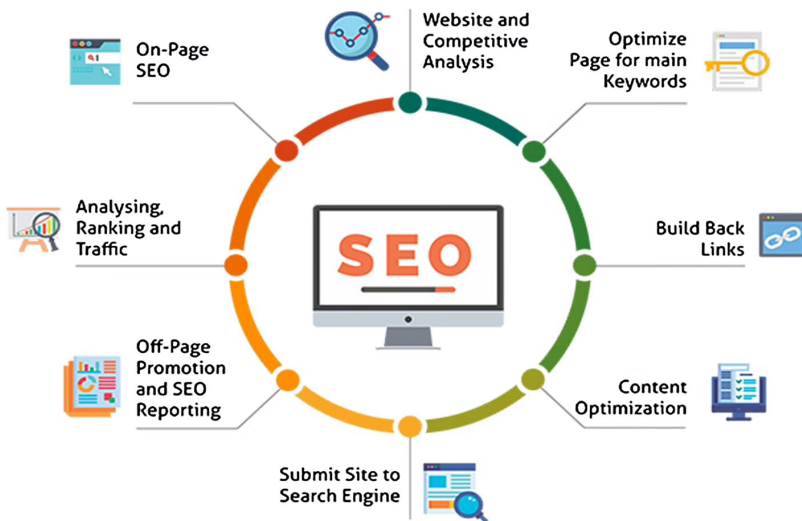 On-Page
SEO
Website and
Competitive
Analysis
Optimize
Page for main
Keywords
Analysing,
Ranking and
Traffic
SEO
Build Back
Links
Off-Page
Promotion
and SEO
Reporting
Content
Optimization
Submit Site to
Search Engine